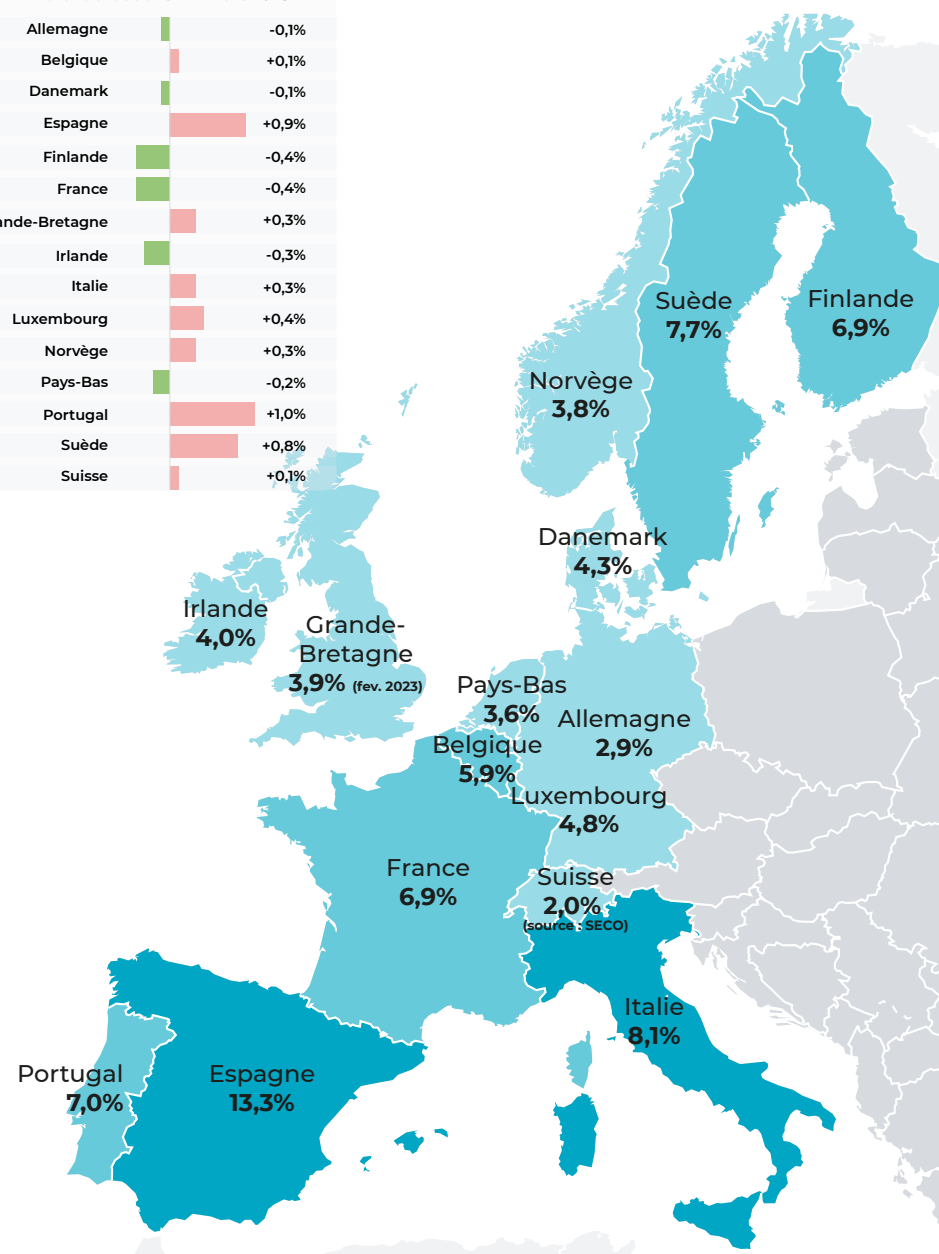 Allemagne -0,1%
Belgique +0,1%
Danemark -0,1%
Espagne +0,9%
Finlande -0,4%
France -0,4%
nde-Bretagne +0,3%
Irlande -0,3%
Italie +0,3%
Luxembourg +0,4%
Norvège +0,3%
Pays-Bas -0,2%
Portugal +1,0%
Suède +0,8%
Suisse +0,1%
Suède
7,7%
Finlande
6,9%
Norvège
3,8%
Danemark
4,3%
Irlande
4,0%
Grande-
Bretagne
3,9% (fev. 2023)
Pays-Bas
3,6%
Allemagne
2,9%
Belgique
5,9%
Luxembourg
4,8%
France
6,9%
Suisse
2,0%
(source : SECO)
Italie
8,1%
Portugal
7,0%
Espagne
13,3%